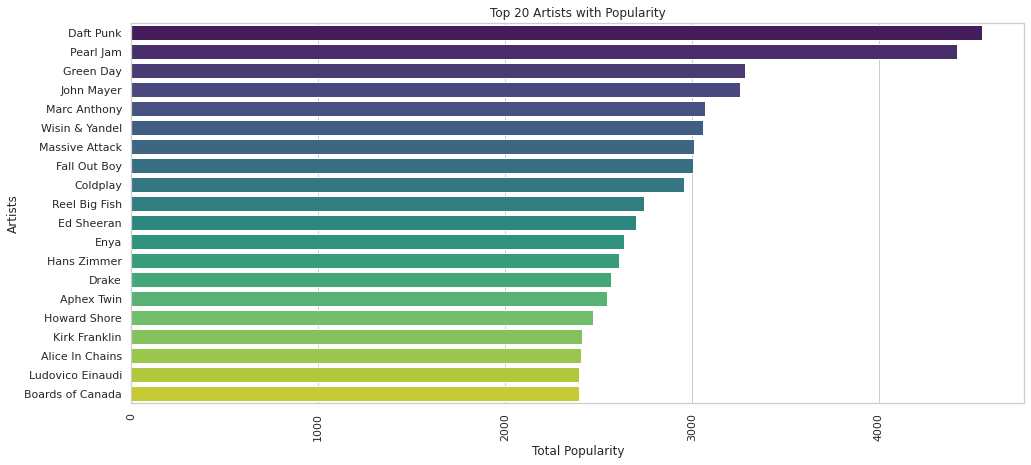 Top 20 Artists with Popularity
Artists
Daft Punk
Pearl Jam
Green Day
John Mayer
Marc Anthony
Wisin & Yandel
Massive Attack
Fall Out Boy
Coldplay
Reel Big Fish
Ed Sheeran
Enya
Hans Zimmer
Drake
Aphex Twin
Howard Shore
Kirk Franklin
Alice In Chains
Ludovico Einaudi
Boards of Canada
0 1000 2000 3000 4000
Total Popularity